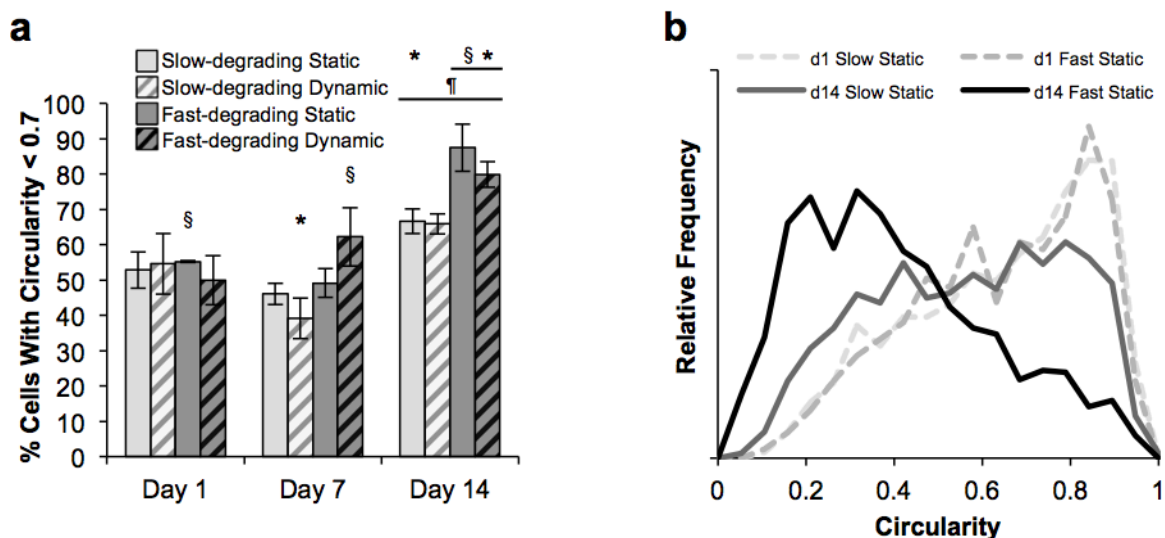 a
Slow-degrading Static
Slow-degrading Dynamic
Fast-degrading Static
Fast-degrading Dynamic
* § *
¶
§
§
*
% Cells With Circularity < 0.7
100
90
80
70
60
50
40
30
20
10
0
Day 1 Day 7 Day 14
b
d1 Slow Static d1 Fast Static
d14 Slow Static d14 Fast Static
Relative Frequency
0 0.2 0.4 0.6 0.8 1
Circularity